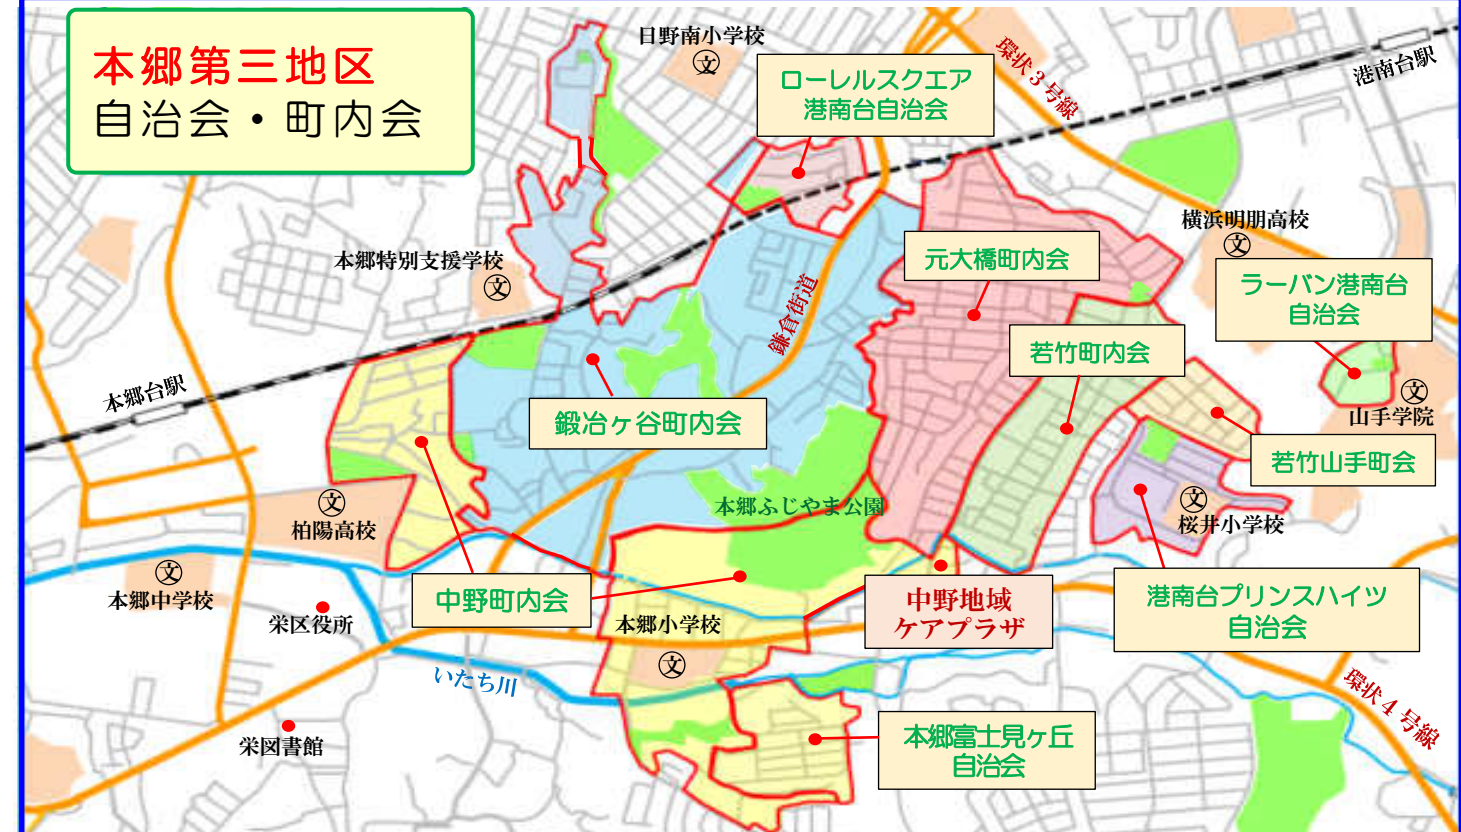 本郷第三地区
自治会・町内会
日野南小学校
文
ローレルスクエア
港南台自治会
環状3号線
港南台駅
横浜明朋高校
文
本郷特別支援学校
文
元大橋町内会
ラーバン港南台
自治会
鎌倉街道
若竹町内会
本郷台駅
文
山手学院
鍛冶ヶ谷町内会
若竹山手町会
文
柏陽高校
本郷ふじやま公園
文
桜井小学校
文
本郷中学校
中野町内会
中野地域
ケアプラザ
港南台プリンスハイツ
自治会
栄区役所
本郷小学校
文
いたち川
環状4号線
栄図書館
本郷富士見ヶ丘
自治会